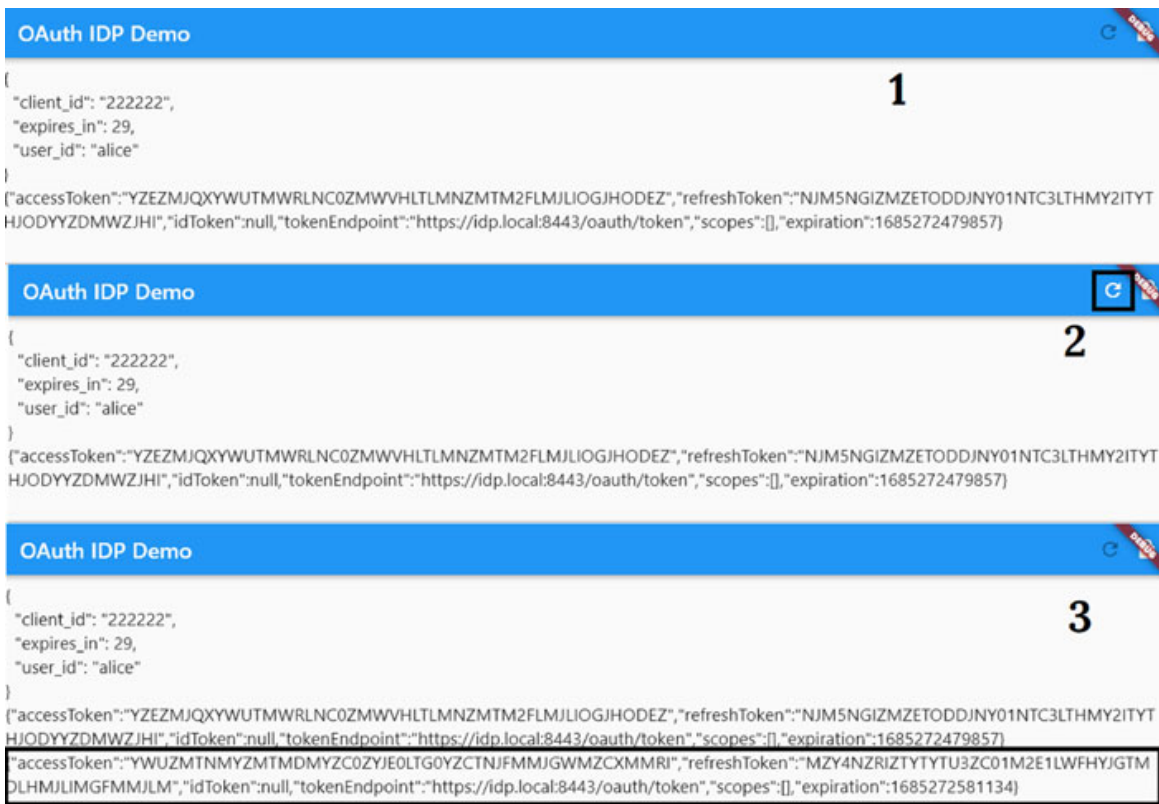 OAuth IDP Demo
DEBUG
1
{
"client_id": "222222",
"expires_in": 29,
"user_id": "alice"
}
{"accessToken":"YZEZMJQXYWUTMWRLNC0ZMWVHLTLMNZMTM2FLMJLIOGJHODEZ","refreshToken":"NJM5NGIZMZETODDJNY01NTC3LTHMY2ITYT
HJODYYZDMWZJHI","idToken":null,"tokenEndpoint":"https://idp.local:8443/oauth/token","scopes":[],"expiration":1685272479857}
OAuth IDP Demo
DEBUG
2
{
"client_id": "222222",
"expires_in": 29,
"user_id": "alice"
}
{"accessToken":"YZEZMJQXYWUTMWRLNC0ZMWVHLTLMNZMTM2FLMJLIOGJHODEZ","refreshToken":"NJM5NGIZMZETODDJNY01NTC3LTHMY2ITYT
HJODYYZDMWZJHI","idToken":null,"tokenEndpoint":"https://idp.local:8443/oauth/token","scopes":[],"expiration":1685272479857}
OAuth IDP Demo
DEBUG
3
{
"client_id": "222222",
"expires_in": 29,
"user_id": "alice"
}
{"accessToken":"YZEZMJQXYWUTMWRLNC0ZMWVHLTLMNZMTM2FLMJLIOGJHODEZ","refreshToken":"NJM5NGIZMZETODDJNY01NTC3LTHMY2ITYT
HJODYYZDMWZJHI","idToken":null,"tokenEndpoint":"https://idp.local:8443/oauth/token","scopes":[],"expiration":1685272479857}
{"accessToken":"YWUZMTNMYZMTMDMYZC0ZYJE0LTG0YZCTNJFMMJGWMZCXMMRI","refreshToken":"MZY4NZRIZTYTYTU3ZC01M2E1LWFHYJGTM
DLHMJLIMGFMMJLM","idToken":null,"tokenEndpoint":"https://idp.local:8443/oauth/token","scopes":[],"expiration":1685272581134}